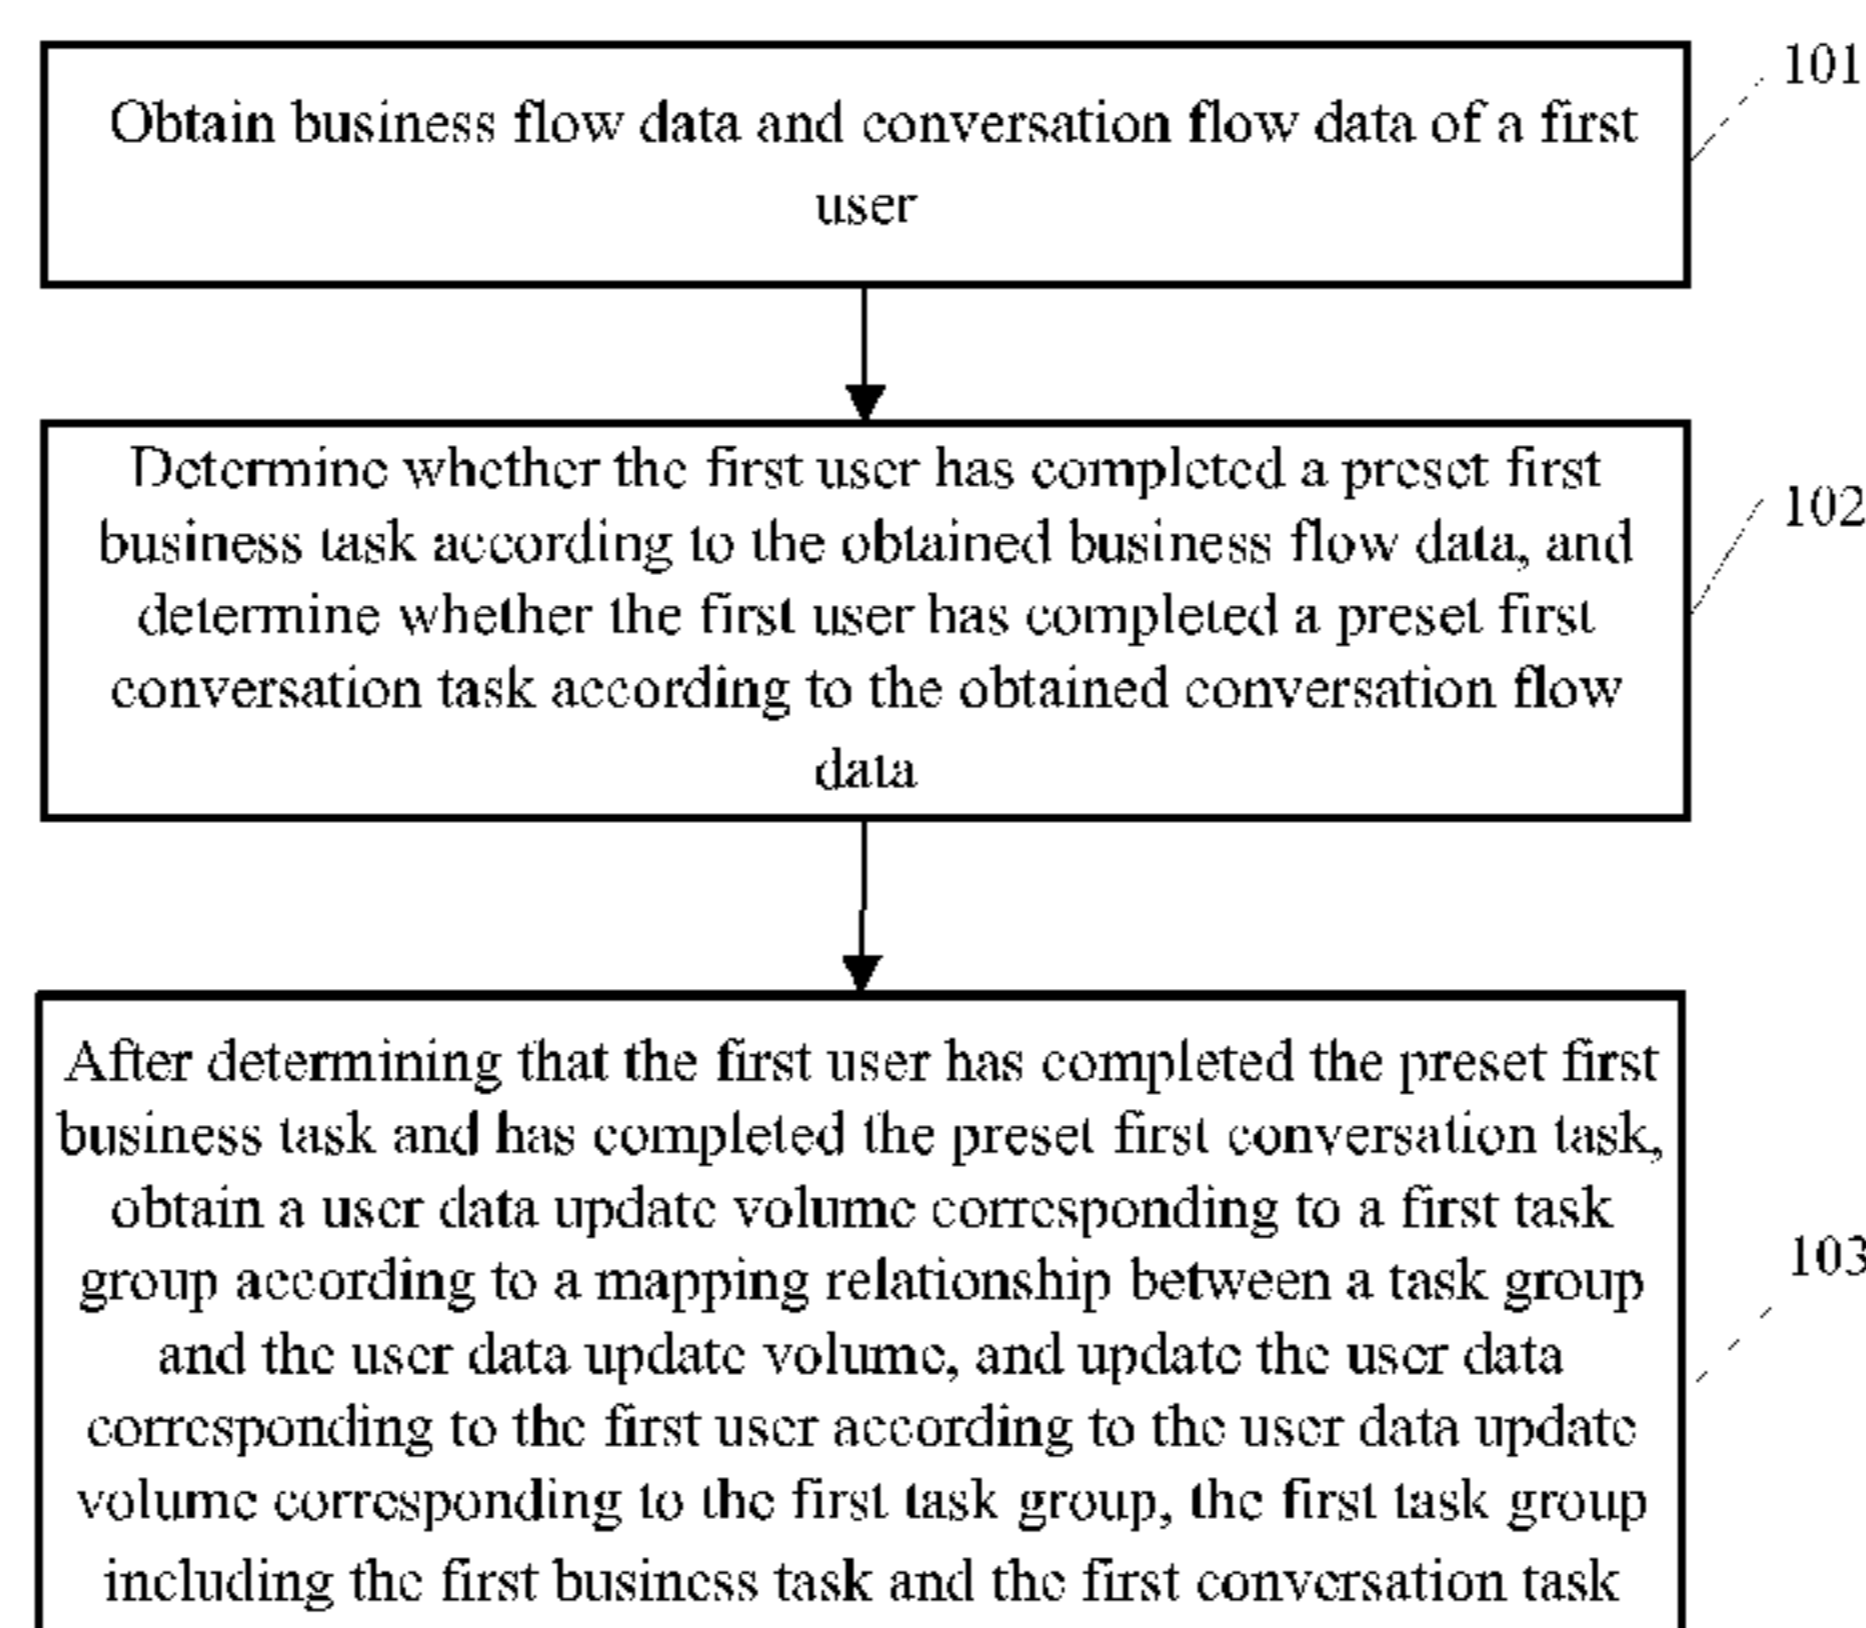 101
Obtain business flow data and conversation flow data of a first
user
Determine whether the first user has completed a preset first
business task according to the obtained business flow data, and
determine whether the first user has completed a preset first
conversation task according to the obtained conversation flow
data
102
After determining that the first user has completed the preset first
business task and has completed the preset first conversation task,
obtain a user data update volume corresponding to a first task
group according to a mapping relationship between a task group
and the user data update volume, and update the user data
corresponding to the first user according to the user data update
volume corresponding to the first task group, the first task group
including the first business task and the first conversation task
103